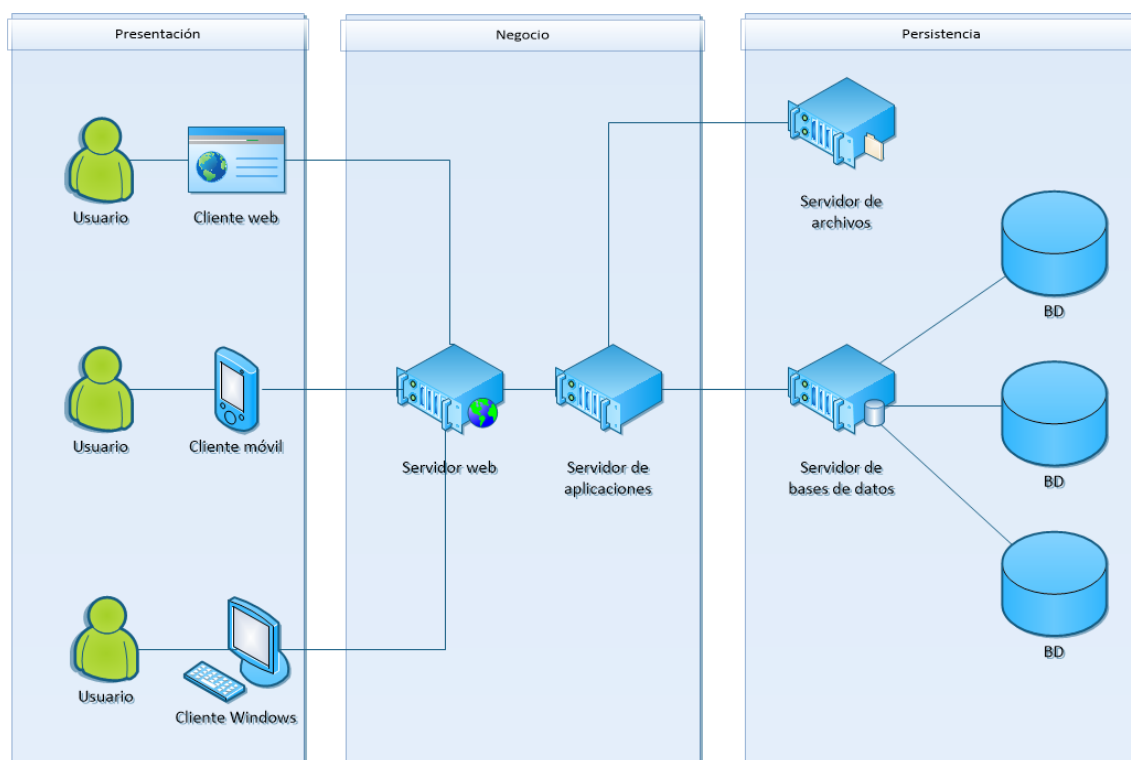 Presentación
Negocio
Persistencia
Usuario
Cliente web
Servidor de
archivos
BD
Usuario
Cliente móvil
Servidor web
Servidor de
aplicaciones
Servidor de
bases de datos
BD
Usuario
Cliente Windows
BD